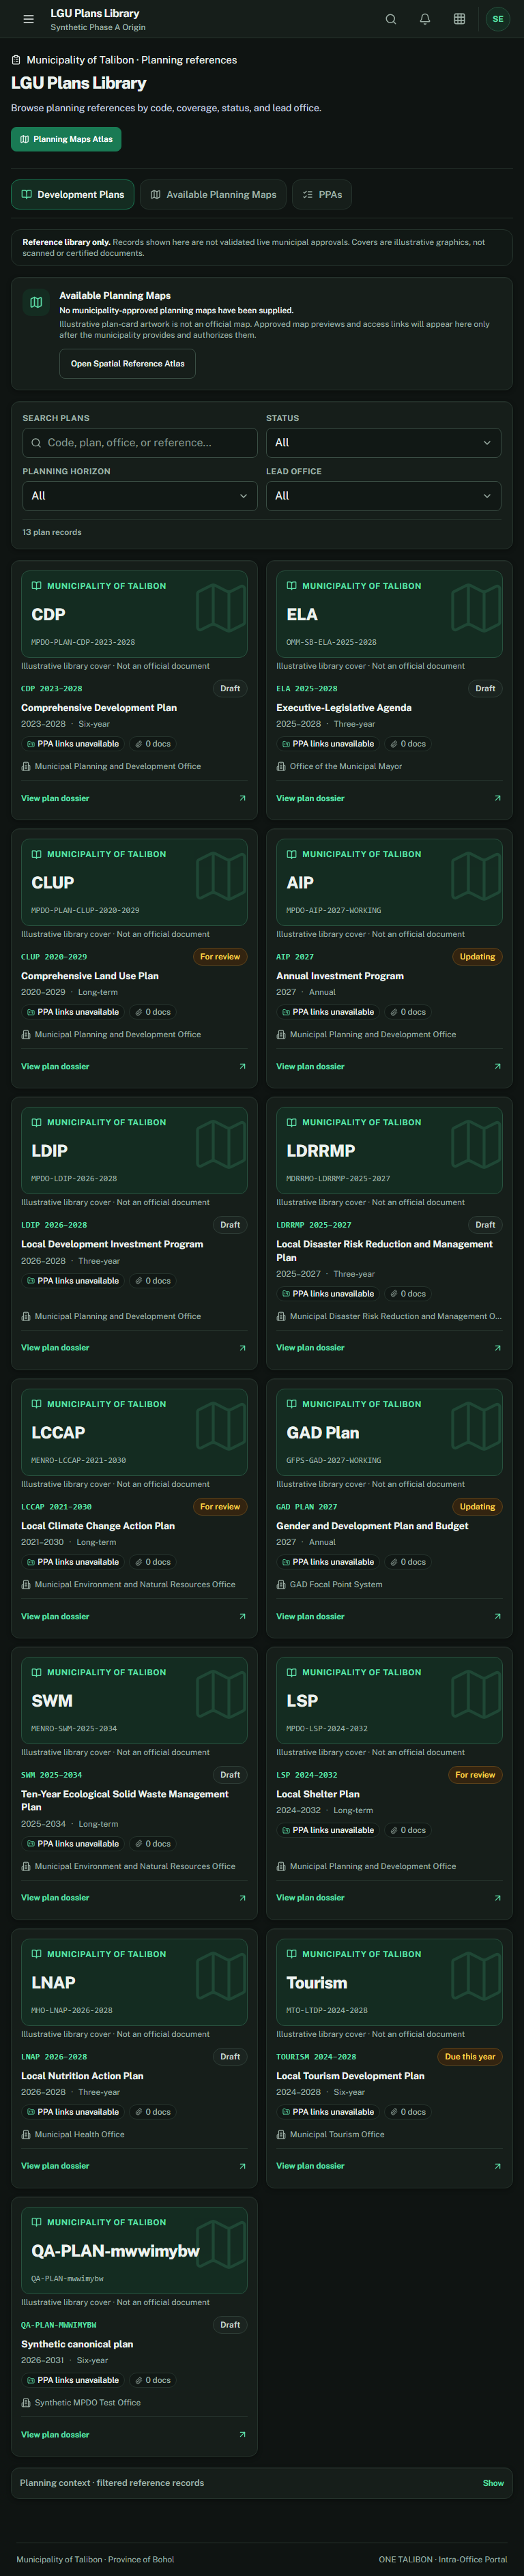 LGU Plans Library
Synthetic Phase A Origin
SE
Municipality of Talibon · Planning references
LGU Plans Library
Browse planning references by code, coverage, status, and lead office.
Planning Maps Atlas
Development Plans
Available Planning Maps
PPAs
Reference library only. Records shown here are not validated live municipal approvals. Covers are illustrative graphics, not
scanned or certified documents.
Available Planning Maps
No municipality-approved planning maps have been supplied.
Illustrative plan-card artwork is not an official map. Approved map previews and access links will appear here only
after the municipality provides and authorizes them.
Open Spatial Reference Atlas
SEARCH PLANS
Code, plan, office, or reference...
STATUS
All
PLANNING HORIZON
All
LEAD OFFICE
All
13 plan records
MUNICIPALITY OF TALIBON
CDP
MPDO-PLAN-CDP-2023-2028
Illustrative library cover · Not an official document
CDP 2023–2028
Draft
Comprehensive Development Plan
2023–2028 · Six-year
PPA links unavailable
0 docs
Municipal Planning and Development Office
View plan dossier
MUNICIPALITY OF TALIBON
ELA
OMM-SB-ELA-2025-2028
Illustrative library cover · Not an official document
ELA 2025–2028
Draft
Executive-Legislative Agenda
2025–2028 · Three-year
PPA links unavailable
0 docs
Office of the Municipal Mayor
View plan dossier
MUNICIPALITY OF TALIBON
CLUP
MPDO-PLAN-CLUP-2020-2029
Illustrative library cover · Not an official document
CLUP 2020–2029
For review
Comprehensive Land Use Plan
2020–2029 · Long-term
PPA links unavailable
0 docs
Municipal Planning and Development Office
View plan dossier
MUNICIPALITY OF TALIBON
AIP
MPDO-AIP-2027-WORKING
Illustrative library cover · Not an official document
AIP 2027
Updating
Annual Investment Program
2027 · Annual
PPA links unavailable
0 docs
Municipal Planning and Development Office
View plan dossier
MUNICIPALITY OF TALIBON
LDIP
MPDO-LDIP-2026-2028
Illustrative library cover · Not an official document
LDIP 2026–2028
Draft
Local Development Investment Program
2026–2028 · Three-year
PPA links unavailable
0 docs
Municipal Planning and Development Office
View plan dossier
MUNICIPALITY OF TALIBON
LDRRMP
MDRRMO-LDRRMP-2025-2027
Illustrative library cover · Not an official document
LDRRMP 2025–2027
Draft
Local Disaster Risk Reduction and Management
Plan
2025–2027 · Three-year
PPA links unavailable
0 docs
Municipal Disaster Risk Reduction and Management O...
View plan dossier
MUNICIPALITY OF TALIBON
LCCAP
MENRO-LCCAP-2021-2030
Illustrative library cover · Not an official document
LCCAP 2021–2030
For review
Local Climate Change Action Plan
2021–2030 · Long-term
PPA links unavailable
0 docs
Municipal Environment and Natural Resources Office
View plan dossier
MUNICIPALITY OF TALIBON
GAD Plan
GFPS-GAD-2027-WORKING
Illustrative library cover · Not an official document
GAD PLAN 2027
Updating
Gender and Development Plan and Budget
2027 · Annual
PPA links unavailable
0 docs
GAD Focal Point System
View plan dossier
MUNICIPALITY OF TALIBON
SWM
MENRO-SWM-2025-2034
Illustrative library cover · Not an official document
SWM 2025–2034
Draft
Ten-Year Ecological Solid Waste Management
Plan
2025–2034 · Long-term
PPA links unavailable
0 docs
Municipal Environment and Natural Resources Office
View plan dossier
MUNICIPALITY OF TALIBON
LSP
MPDO-LSP-2024-2032
Illustrative library cover · Not an official document
LSP 2024–2032
For review
Local Shelter Plan
2024–2032 · Long-term
PPA links unavailable
0 docs
Municipal Planning and Development Office
View plan dossier
MUNICIPALITY OF TALIBON
LNAP
MHO-LNAP-2026-2028
Illustrative library cover · Not an official document
LNAP 2026–2028
Draft
Local Nutrition Action Plan
2026–2028 · Three-year
PPA links unavailable
0 docs
Municipal Health Office
View plan dossier
MUNICIPALITY OF TALIBON
Tourism
MTO-LTDP-2024-2028
Illustrative library cover · Not an official document
TOURISM 2024–2028
Due this year
Local Tourism Development Plan
2024–2028 · Six-year
PPA links unavailable
0 docs
Municipal Tourism Office
View plan dossier
MUNICIPALITY OF TALIBON
QA-PLAN-mwwimybw
QA-PLAN-mwwimybw
Illustrative library cover · Not an official document
QA-PLAN-MWWIMYBW
Draft
Synthetic canonical plan
2026–2031 · Six-year
PPA links unavailable
0 docs
Synthetic MPDO Test Office
View plan dossier
Planning context · filtered reference records
Show
Municipality of Talibon · Province of Bohol
ONE TALIBON · Intra-Office Portal